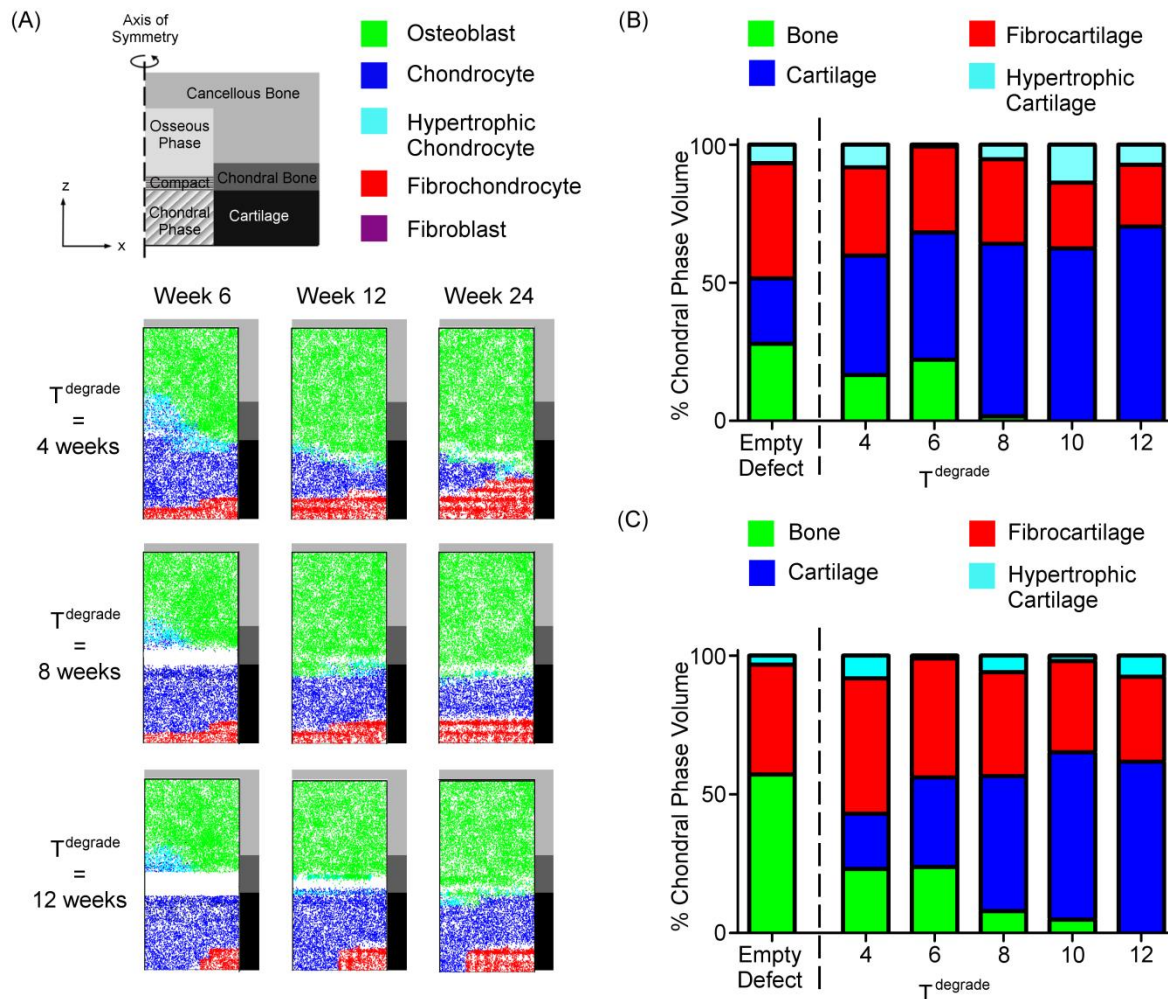 (A)
Axis of
Symmetry
Cancellous Bone
Osseous
Phase
Compact
Chondral Bone
Chondral
Phase
Cartilage
z
x
Osteoblast
Chondrocyte
Hypertrophic
Chondrocyte
Fibrochondrocyte
Fibroblast
Week 6
Week 12
Week 24
T^degrade
=
4 weeks
T^degrade
=
8 weeks
T^degrade
=
12 weeks
(B)
Bone
Cartilage
Fibrocartilage
Hypertrophic
Cartilage
% Chondral Phase Volume
100
50
0
Empty
Defect
4
6
8
10
12
T^degrade
(C)
Bone
Cartilage
Fibrocartilage
Hypertrophic
Cartilage
% Chondral Phase Volume
100
50
0
Empty
Defect
4
6
8
10
12
T^degrade